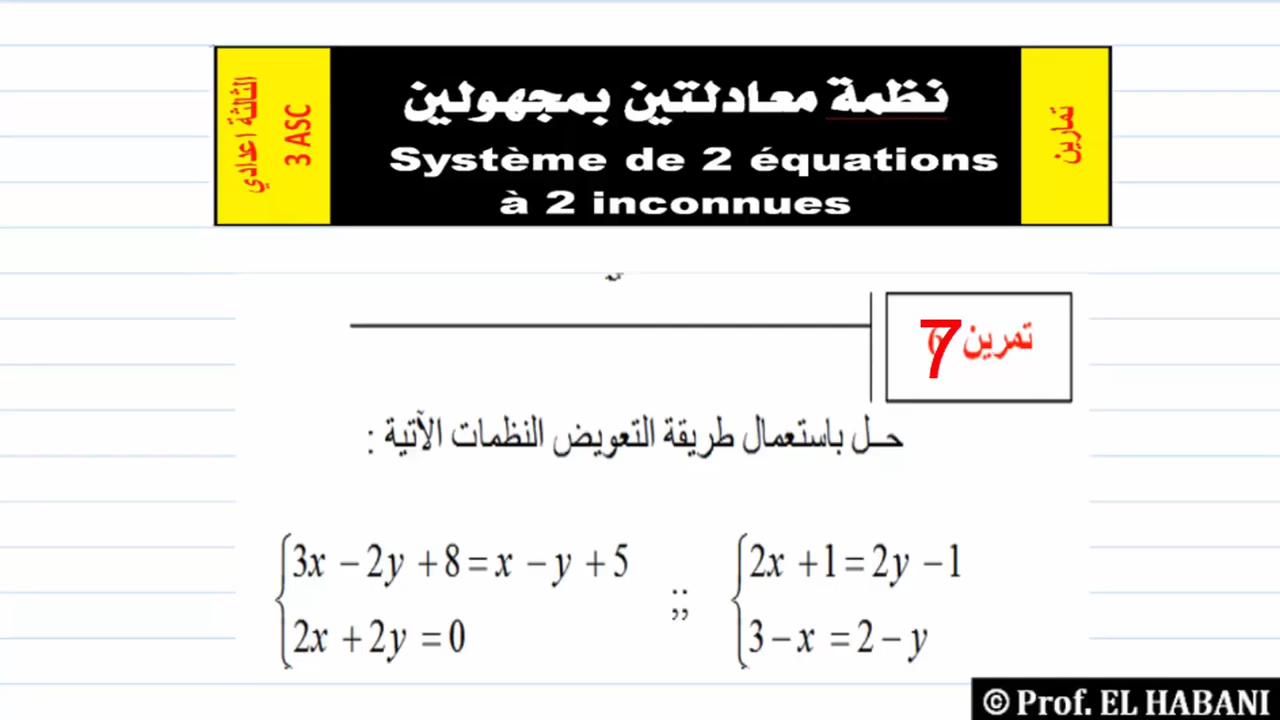 الثالثة اعدادي
3 ASC
نظمة معادلتين بمجهولين
Système de 2 équations
à 2 inconnues
تمارين
تمرين 7
حل باستعمال طريقة التعويض النظمات الآتية :
3x − 2y + 8 = x − y + 5 ;; 2x + 1 = 2y − 1
2x + 2y = 0 3 − x = 2 − y
© Prof. EL HABANI